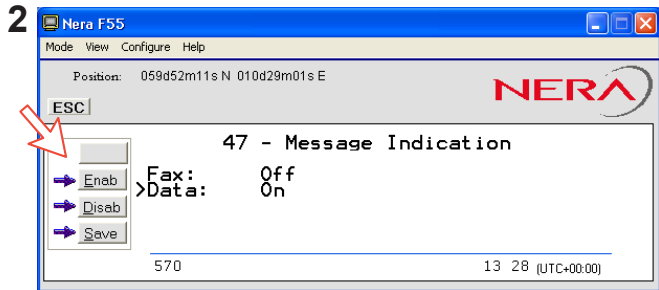 2
Nera F55
Mode View Configure Help
Position: 059d52m11s N 010d29m01s E
NERA
ESC
47 - Message Indication
Enab
Disab
Save
Fax: Off
>Data: On
570 13 28 (UTC+00:00)